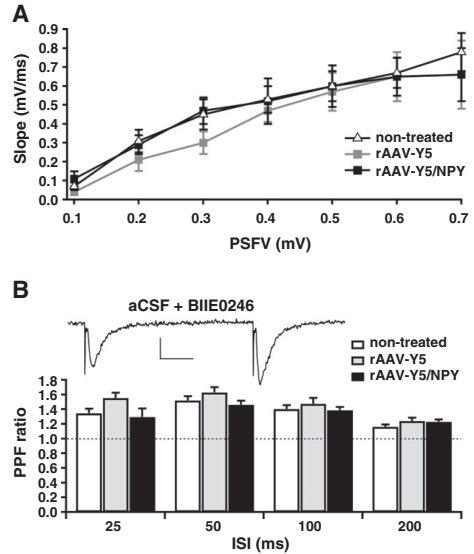 A
0.9
0.8
0.7
0.6
0.5
0.4
0.3
0.2
0.1
0.0
Slope (mV/ms)
non-treated
rAAV-Y5
rAAV-Y5/NPY
0.1 0.2 0.3 0.4 0.5 0.6 0.7
PSFV (mV)
B
aCSF + BIIE0246
non-treated
rAAV-Y5
rAAV-Y5/NPY
1.8
1.6
1.4
1.2
1.0
0.8
0.6
0.4
0.2
0.0
PPF ratio
25 50 100 200
ISI (ms)